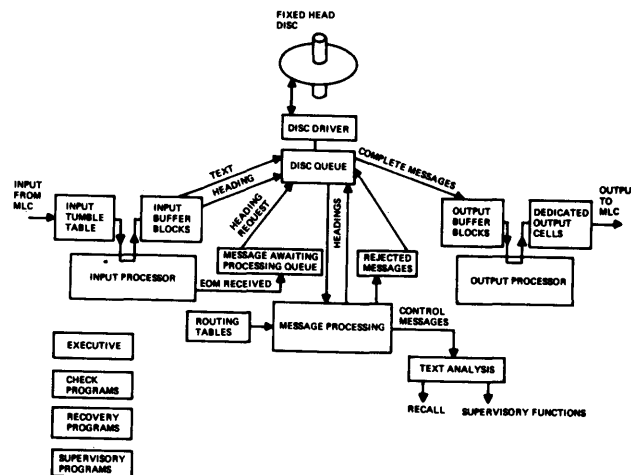 FIXED HEAD
DISC
DISC DRIVER
DISC QUEUE
TEXT
HEADING
COMPLETE MESSAGES
INPUT
FROM
MLC
INPUT
TUMBLE
TABLE
INPUT
BUFFER
BLOCKS
HEADING
REQUEST
HEADINGS
OUTPUT
BUFFER
BLOCKS
DEDICATED
OUTPUT
CELLS
OUTPUT
TO
MLC
INPUT PROCESSOR
EOM RECEIVED
MESSAGE AWAITING
PROCESSING QUEUE
REJECTED
MESSAGES
OUTPUT PROCESSOR
ROUTING
TABLES
MESSAGE PROCESSING
CONTROL
MESSAGES
TEXT ANALYSIS
RECALL
SUPERVISORY FUNCTIONS
EXECUTIVE
CHECK
PROGRAMS
RECOVERY
PROGRAMS
SUPERVISORY
PROGRAMS